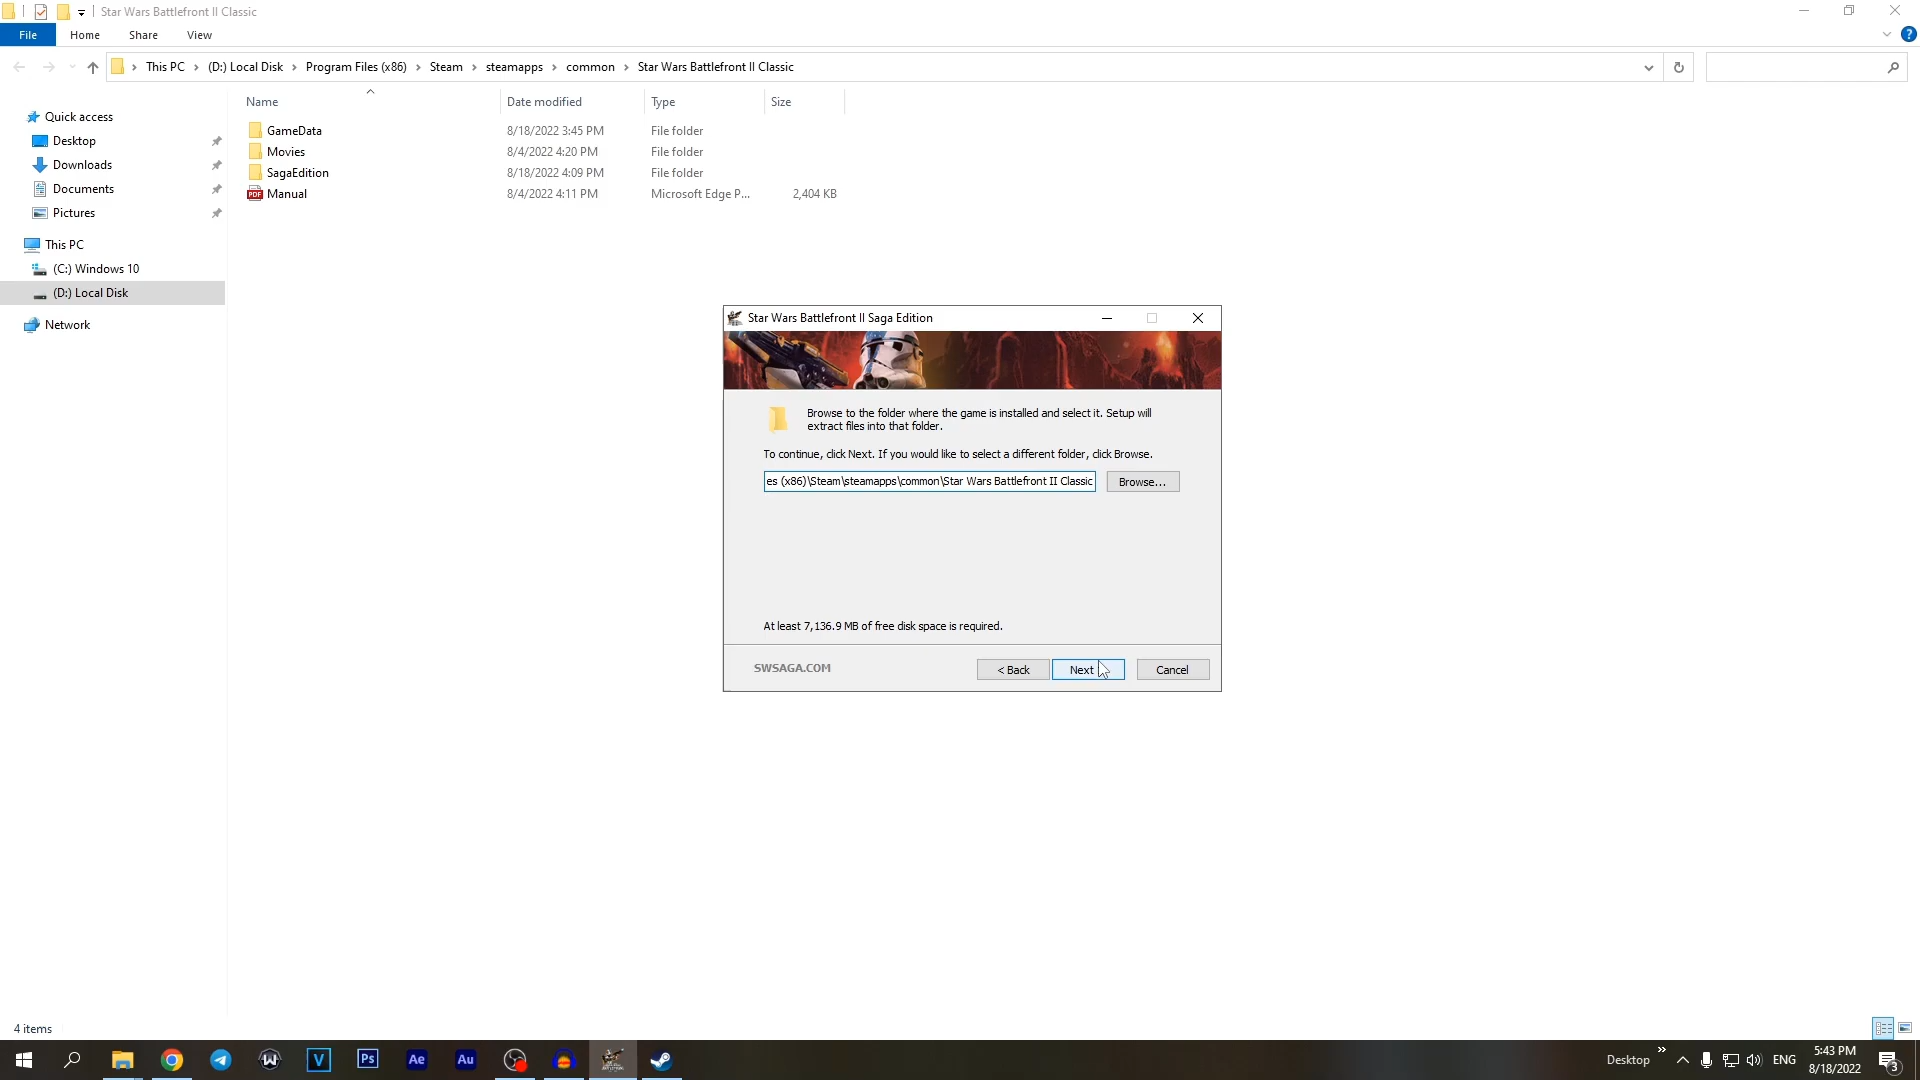 Star Wars Battlefront II Classic
File Home Share View
This PC (D:) Local Disk Program Files (x86) Steam steamapps common Star Wars Battlefront II Classic
Name Date modified Type Size
Quick access
Desktop
Downloads
Documents
Pictures
This PC
(C:) Windows 10
(D:) Local Disk
Network
GameData 8/18/2022 3:45 PM File folder
Movies 8/4/2022 4:20 PM File folder
SagaEdition 8/18/2022 4:09 PM File folder
PDF Manual 8/4/2022 4:11 PM Microsoft Edge P... 2,404 KB
Star Wars Battlefront II Saga Edition
Browse to the folder where the game is installed and select it. Setup will
extract files into that folder.
To continue, click Next. If you would like to select a different folder, click Browse.
es (x86)\Steam\steamapps\common\Star Wars Battlefront II Classic Browse...
At least 7,136.9 MB of free disk space is required.
SWSAGA.COM < Back Next Cancel
4 items
V Ps Ae Au Desktop ENG 5:43 PM
8/18/2022 3